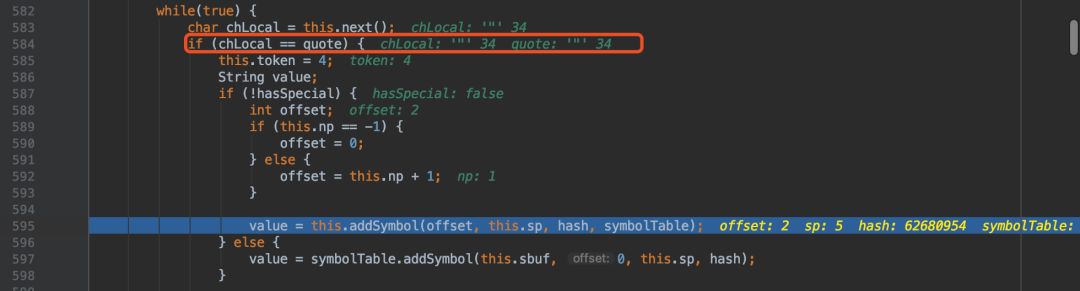 582 while(true) {
583 char chLocal = this.next(); chLocal: '"' 34
584 if (chLocal == quote) { chLocal: '"' 34 quote: '"' 34
585 this.token = 4; token: 4
586 String value;
587 if (!hasSpecial) { hasSpecial: false
588 int offset; offset: 2
589 if (this.np == -1) {
590 offset = 0;
591 } else {
592 offset = this.np + 1; np: 1
593 }
594
595 value = this.addSymbol(offset, this.sp, hash, symbolTable); offset: 2 sp: 5 hash: 62680954 symbolTable:
596 } else {
597 value = symbolTable.addSymbol(this.sbuf, offset: 0, this.sp, hash);
598 }